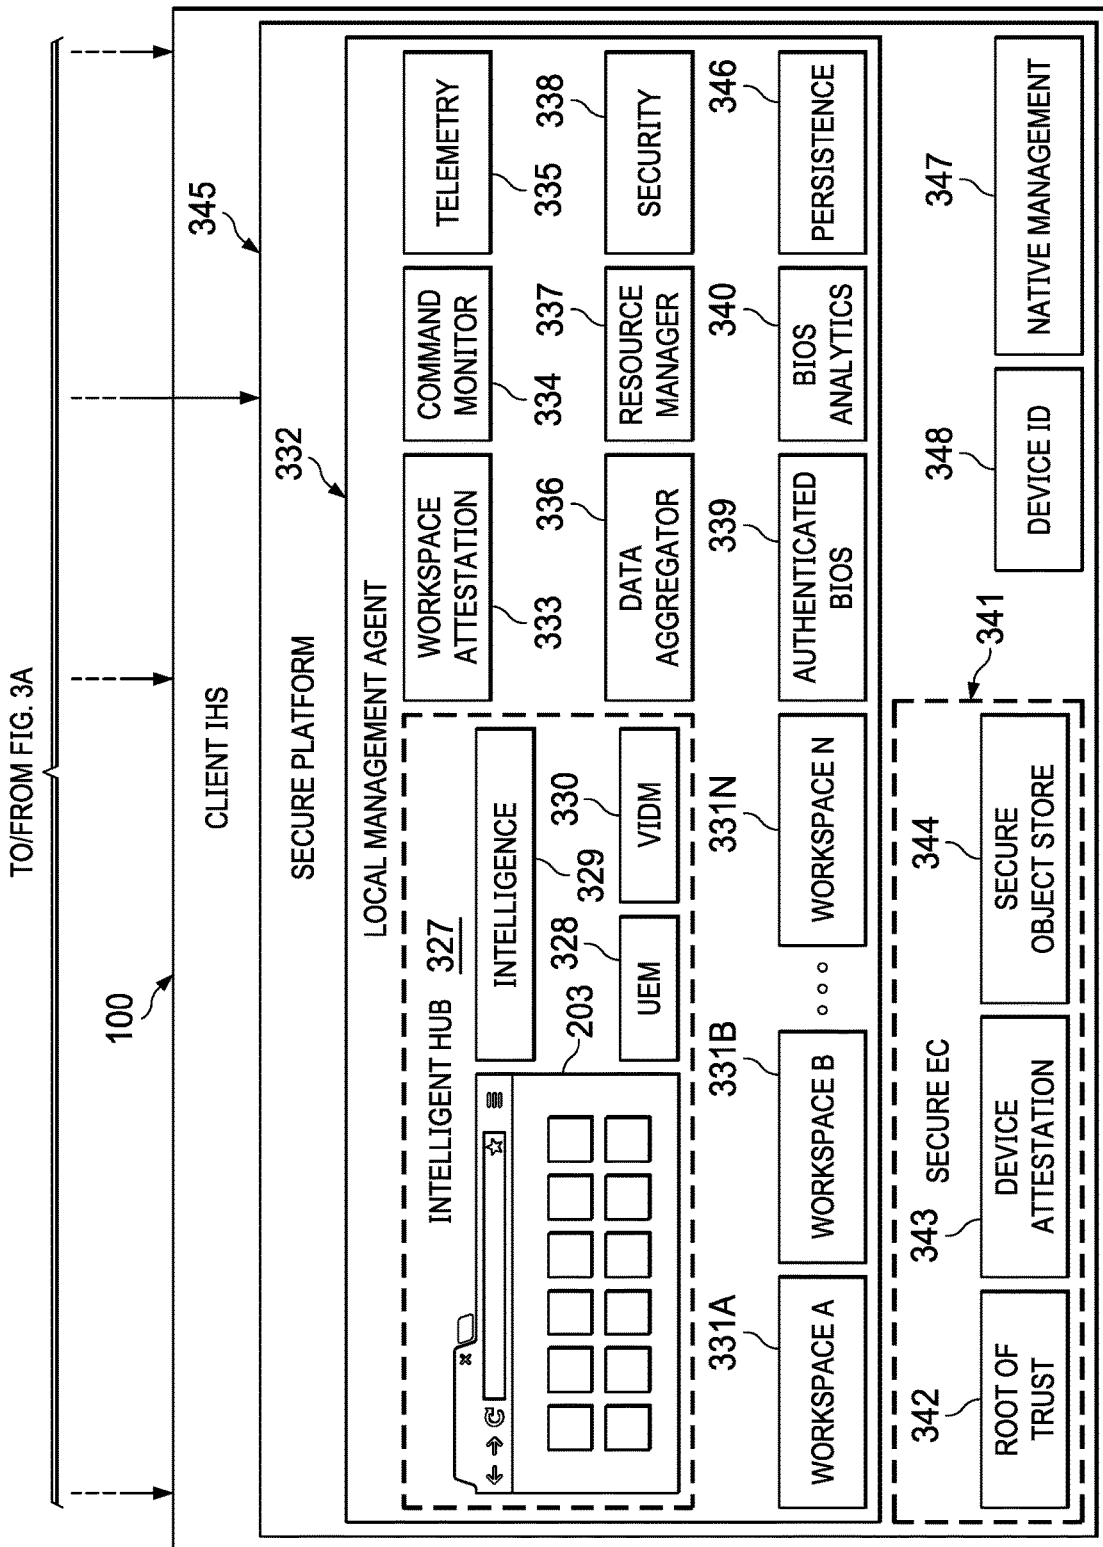 TO/FROM FIG. 3A
100
CLIENT IHS
345
SECURE PLATFORM
332
LOCAL MANAGEMENT AGENT
INTELLIGENT HUB 327
INTELLIGENCE
329
UEM
328
VIDM
330
203
WORKSPACE
ATTESTATION
333
COMMAND
MONITOR
334
TELEMETRY
335
DATA
AGGREGATOR
336
RESOURCE
MANAGER
337
SECURITY
338
WORKSPACE A
331A
WORKSPACE B
331B
WORKSPACE N
331N
AUTHENTICATED
BIOS
339
BIOS
ANALYTICS
340
PERSISTENCE
346
SECURE EC
341
ROOT OF
TRUST
342
DEVICE
ATTESTATION
343
SECURE
OBJECT STORE
344
DEVICE ID
348
NATIVE MANAGEMENT
347